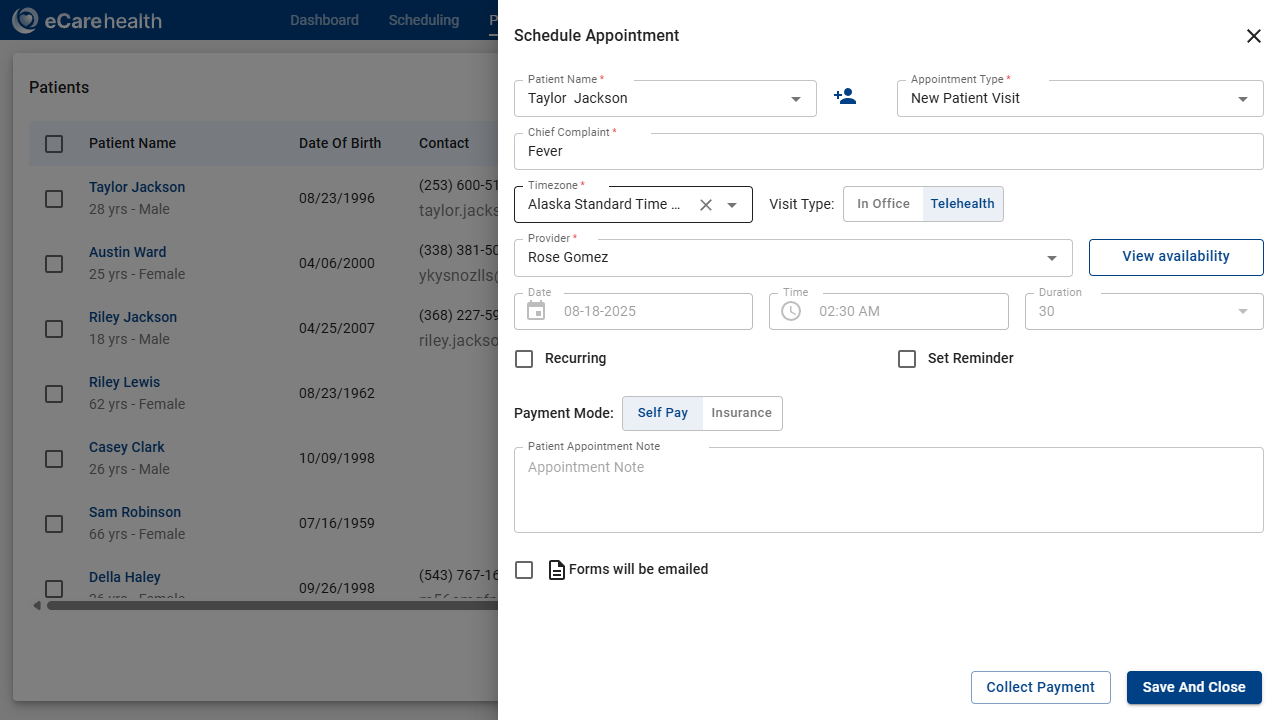 eCarehealth
Dashboard
Scheduling
P
Patients
Patient Name
Date Of Birth
Contact
Taylor Jackson
28 yrs - Male
08/23/1996
(253) 600-51
taylor.jacks
Austin Ward
25 yrs - Female
04/06/2000
(338) 381-50
ykysnozlls@
Riley Jackson
18 yrs - Male
04/25/2007
(368) 227-59
riley.jackso
Riley Lewis
62 yrs - Female
08/23/1962
Casey Clark
26 yrs - Male
10/09/1998
Sam Robinson
66 yrs - Female
07/16/1959
Della Haley
26 yrs - Female
09/26/1998
(543) 767-16
Schedule Appointment
Patient Name *
Taylor  Jackson
Appointment Type *
New Patient Visit
Chief Complaint *
Fever
Timezone *
Alaska Standard Time ...
Visit Type:
In Office
Telehealth
Provider *
Rose Gomez
View availability
Date
08-18-2025
Time
02:30 AM
Duration
30
Recurring
Set Reminder
Payment Mode:
Self Pay
Insurance
Patient Appointment Note
Appointment Note
Forms will be emailed
Collect Payment
Save And Close